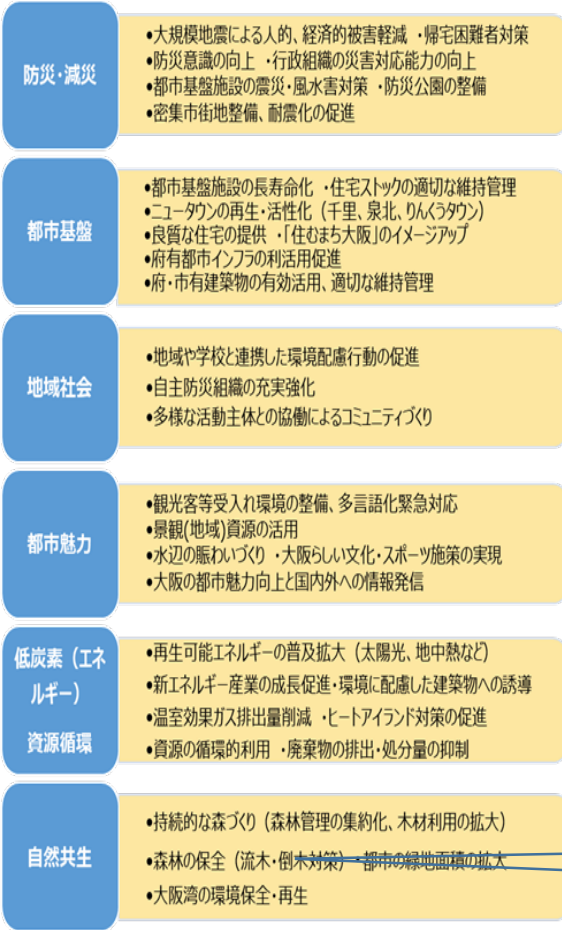 防災・減災
•大規模地震による人的、経済的被害軽減 ・帰宅困難者対策
•防災意識の向上 ・行政組織の災害対応能力の向上
•都市基盤施設の震災・風水害対策 ・防災公園の整備
•密集市街地整備、耐震化の促進
都市基盤
•都市基盤施設の長寿命化 ・住宅ストックの適切な維持管理
•ニュータウンの再生・活性化（千里、泉北、りんくうタウン）
•良質な住宅の提供 ・「住むまち大阪」のイメージアップ
•府有都市インフラの利活用促進
•府・市有建築物の有効活用、適切な維持管理
地域社会
•地域や学校と連携した環境配慮行動の促進
•自主防災組織の充実強化
•多様な活動主体との協働によるコミュニティづくり
都市魅力
•観光客等受入れ環境の整備、多言語化緊急対応
•景観(地域)資源の活用
•水辺の賑わいづくり ・大阪らしい文化・スポーツ施策の実現
•大阪の都市魅力向上と国内外への情報発信
低炭素（エネ
ルギー）
資源循環
•再生可能エネルギーの普及拡大（太陽光、地中熱など）
•新エネルギー産業の成長促進・環境に配慮した建築物への誘導
•温室効果ガス排出量削減 ・ヒートアイランド対策の促進
•資源の循環的利用 ・廃棄物の排出・処分量の抑制
自然共生
•持続的な森づくり（森林管理の集約化、木材利用の拡大）
•森林の保全（流木・倒木対策） ・都市の緑地面積の拡大
•大阪湾の環境保全・再生